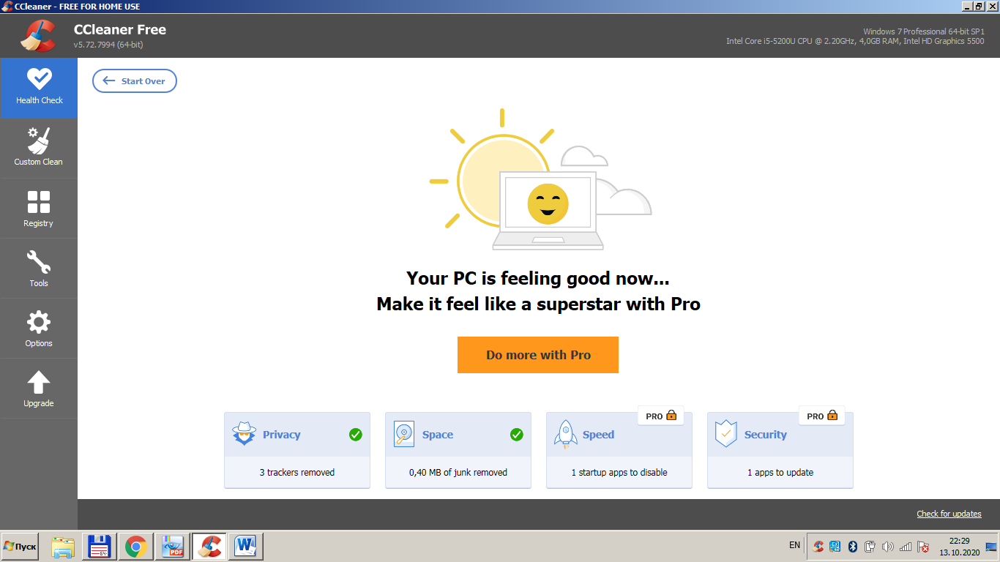 CCleaner - FREE FOR HOME USE
CCleaner Free
v5.72.7994 (64-bit)
Windows 7 Professional 64-bit SP1
Intel Core i5-5200U CPU @ 2.20GHz, 4,0GB RAM, Intel HD Graphics 5500
Health Check
Custom Clean
Registry
Tools
Options
Upgrade
Start Over
Your PC is feeling good now...
Make it feel like a superstar with Pro
Do more with Pro
Privacy
3 trackers removed
Space
0,40 MB of junk removed
PRO
Speed
1 startup apps to disable
PRO
Security
1 apps to update
Check for updates
Пуск
64
PDF
W
EN
22:29
13.10.2020